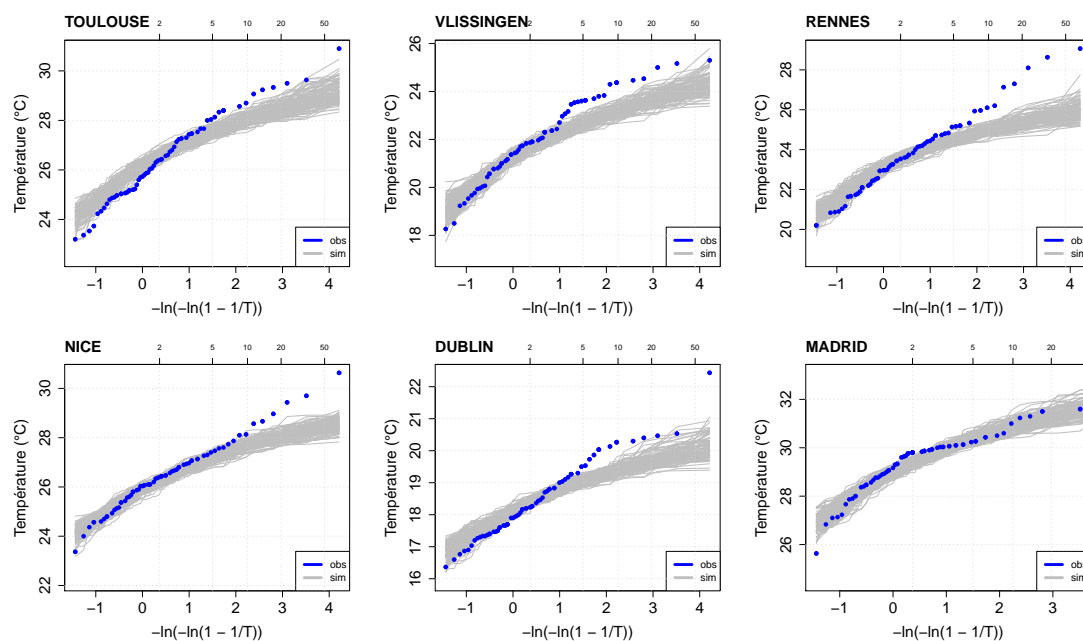 TOULOUSE
2 5 10 20 50
Température (°C)
30
28
26
24
obs
sim
−1 0 1 2 3 4
−ln(−ln(1 − 1/T))
VLISSINGEN
2 5 10 20 50
Température (°C)
26
24
22
20
18
obs
sim
−1 0 1 2 3 4
−ln(−ln(1 − 1/T))
RENNES
2 5 10 20 50
Température (°C)
28
26
24
22
20
obs
sim
−1 0 1 2 3 4
−ln(−ln(1 − 1/T))
NICE
2 5 10 20 50
Température (°C)
30
28
26
24
22
obs
sim
−1 0 1 2 3 4
−ln(−ln(1 − 1/T))
DUBLIN
2 5 10 20 50
Température (°C)
22
21
20
19
18
17
16
obs
sim
−1 0 1 2 3 4
−ln(−ln(1 − 1/T))
MADRID
2 5 10 20
Température (°C)
32
30
28
26
obs
sim
−1 0 1 2 3
−ln(−ln(1 − 1/T))